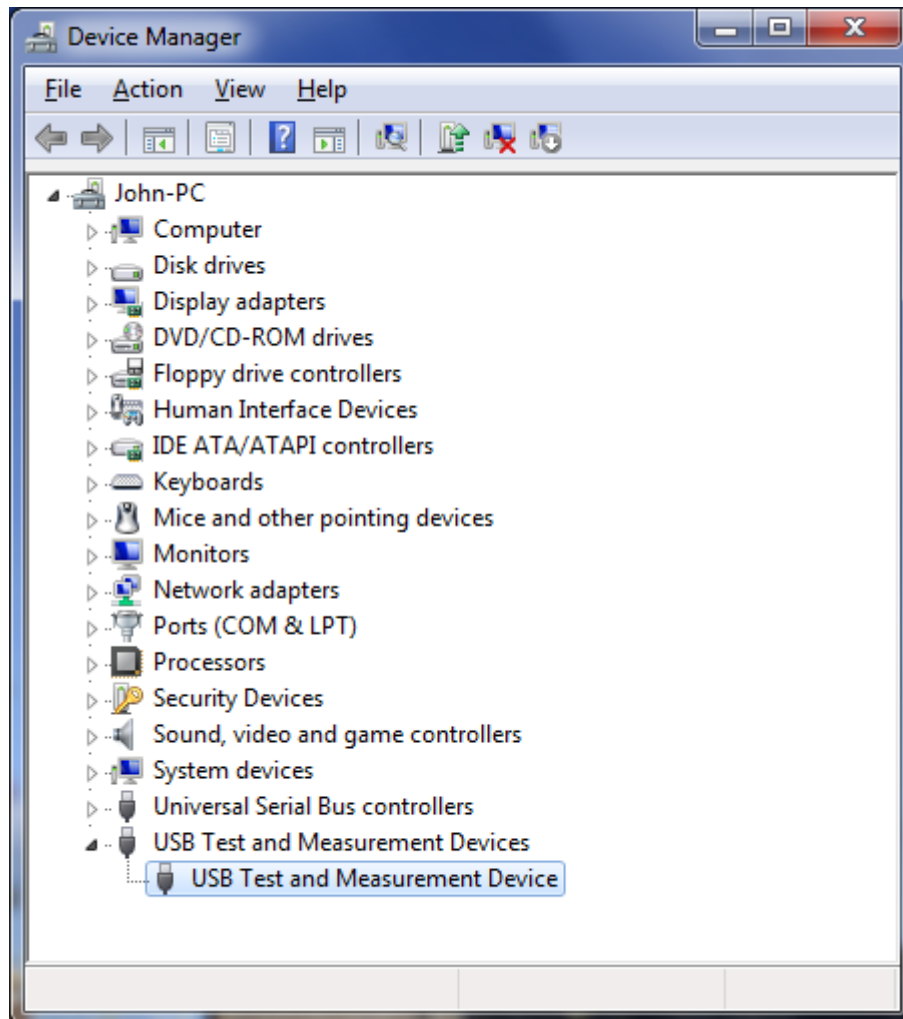 Device Manager
File Action View Help
John-PC
Computer
Disk drives
Display adapters
DVD/CD-ROM drives
Floppy drive controllers
Human Interface Devices
IDE ATA/ATAPI controllers
Keyboards
Mice and other pointing devices
Monitors
Network adapters
Ports (COM & LPT)
Processors
Security Devices
Sound, video and game controllers
System devices
Universal Serial Bus controllers
USB Test and Measurement Devices
USB Test and Measurement Device